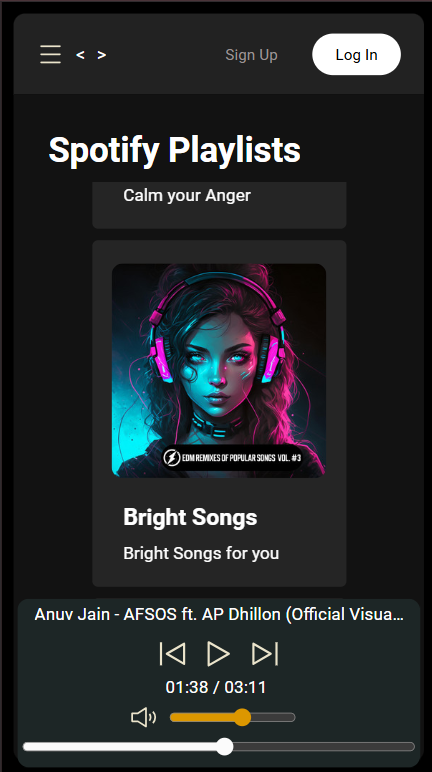 < >
Sign Up
Log In
Spotify Playlists
Calm your Anger
EDM REMIXES OF POPULAR SONGS VOL. #3
Bright Songs
Bright Songs for you
Anuv Jain - AFSOS ft. AP Dhillon (Official Visua...
01:38 / 03:11